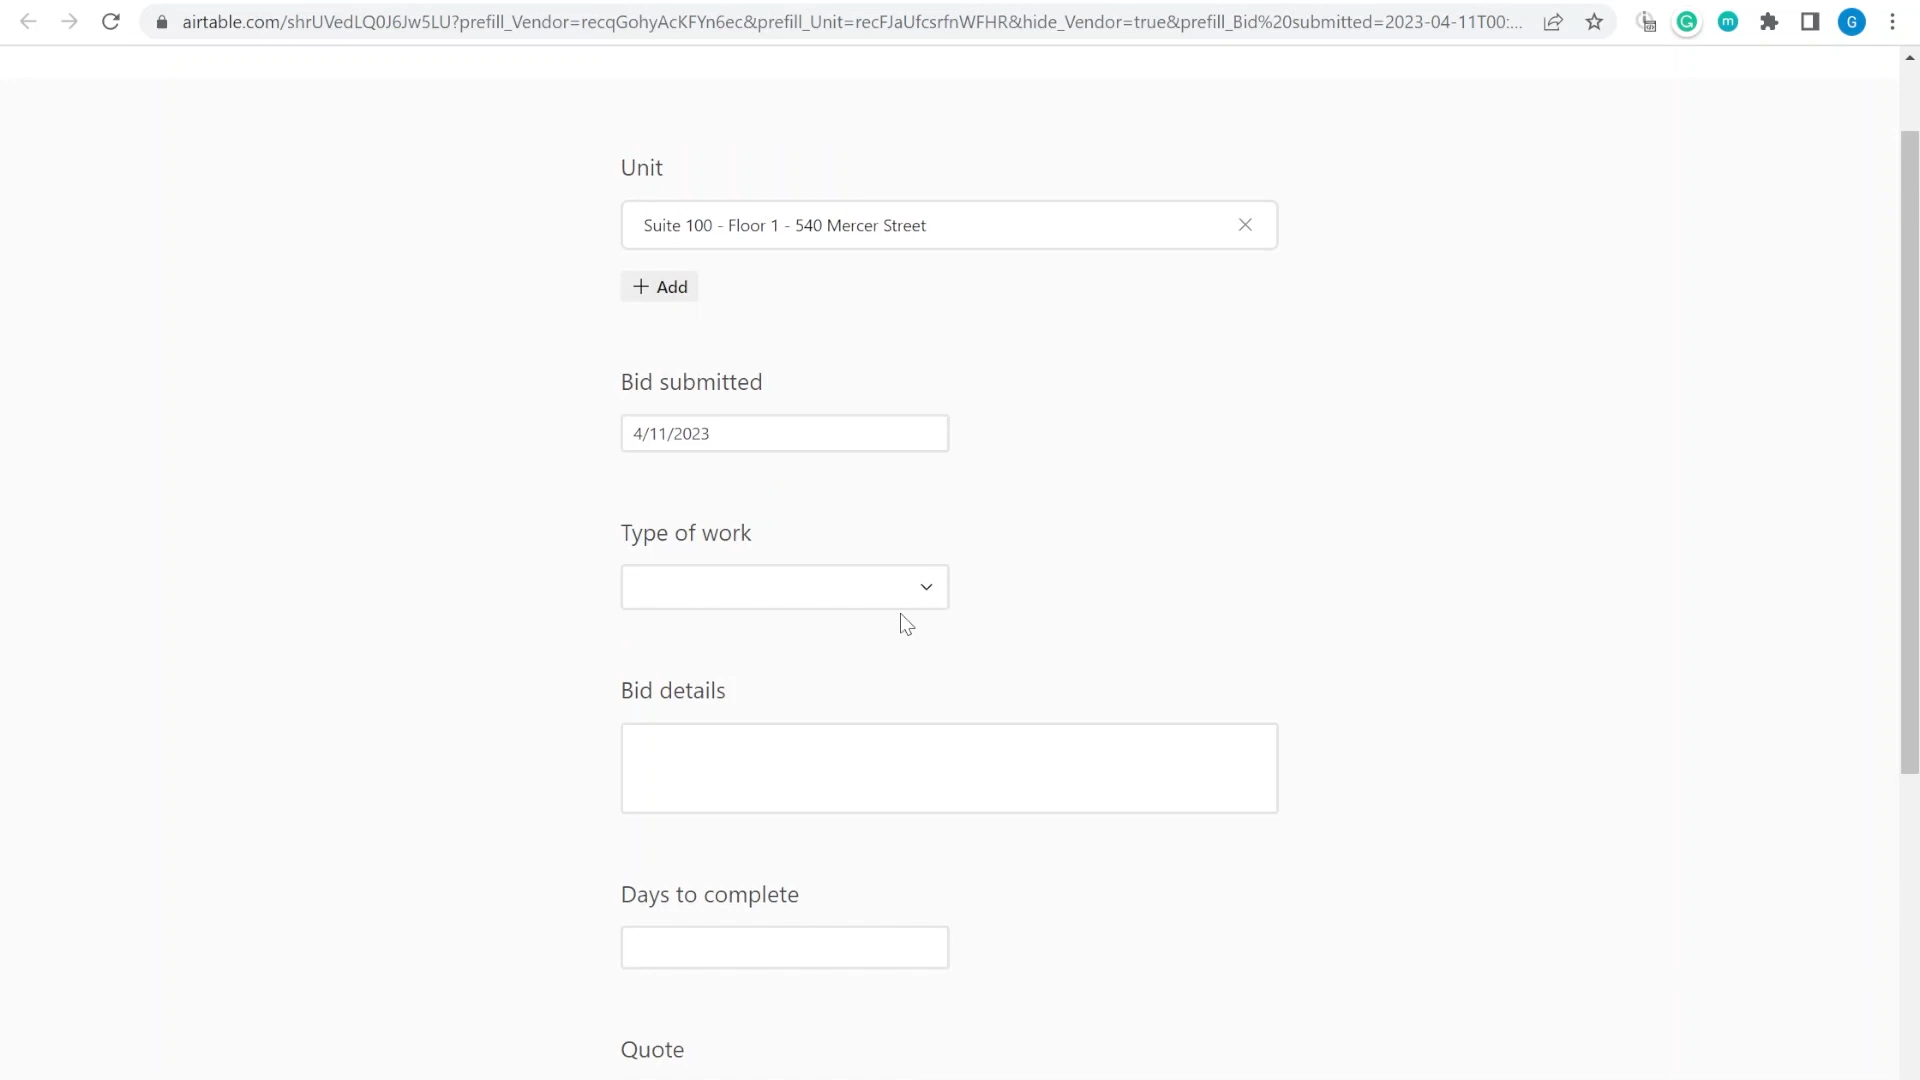 airtable.com/shrUVedLQ0J6Jw5LU?prefill_Vendor=recqGohyAcKFYn6ec&prefill_Unit=recFJaUfcsrfnWFHR&hide_Vendor=true&prefill_Bid%20submitted=2023-04-11T00:...
G
m
G
Unit
Suite 100 - Floor 1 - 540 Mercer Street
+ Add
Bid submitted
4/11/2023
Type of work
Bid details
Days to complete
Quote